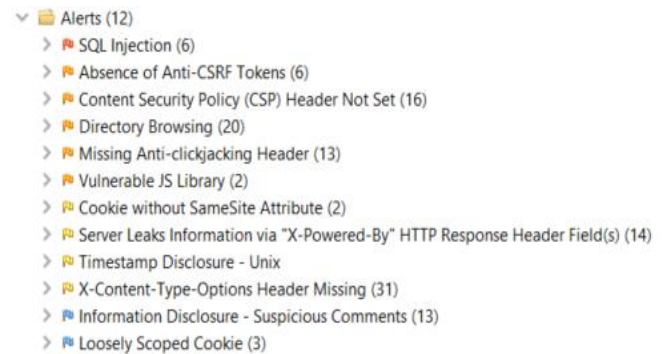 Alerts (12)
SQL Injection (6)
Absence of Anti-CSRF Tokens (6)
Content Security Policy (CSP) Header Not Set (16)
Directory Browsing (20)
Missing Anti-clickjacking Header (13)
Vulnerable JS Library (2)
Cookie without SameSite Attribute (2)
Server Leaks Information via "X-Powered-By" HTTP Response Header Field(s) (14)
Timestamp Disclosure - Unix
X-Content-Type-Options Header Missing (31)
Information Disclosure - Suspicious Comments (13)
Loosely Scoped Cookie (3)